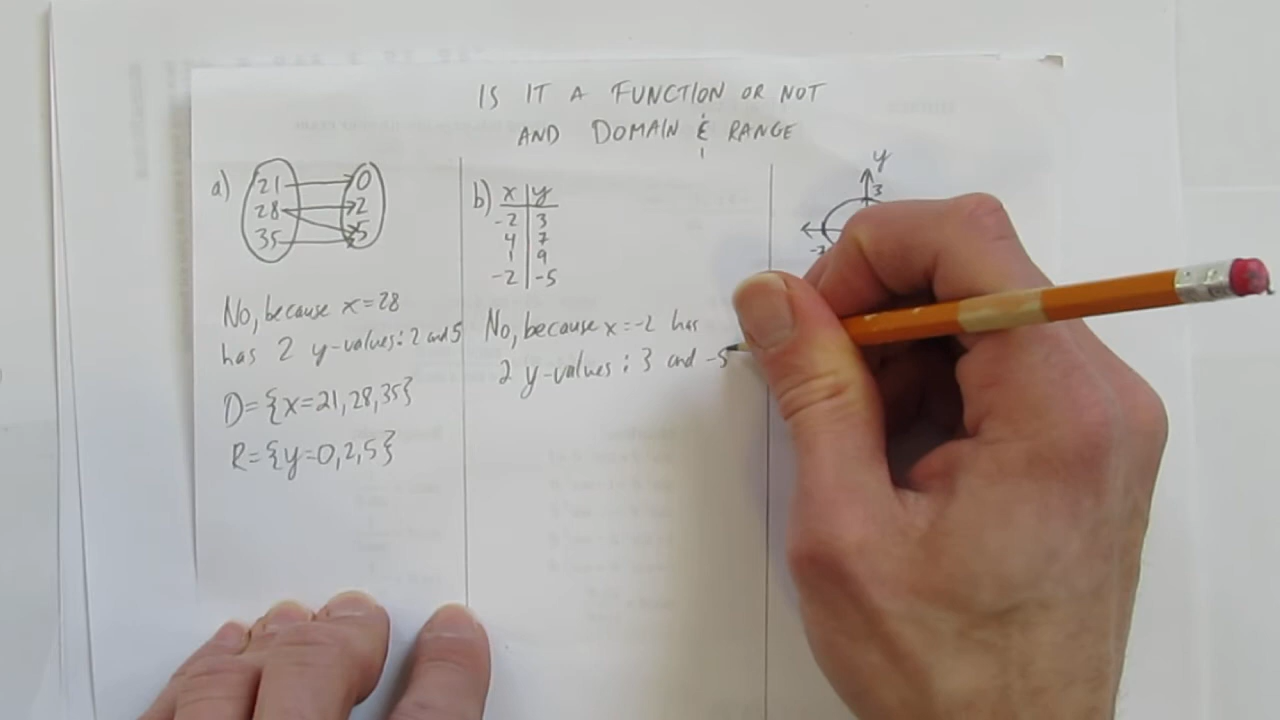 IS IT A FUNCTION OR NOT
AND DOMAIN & RANGE
a)
21 0
28 2
35 5
No, because x=28
has 2 y-values: 2 and 5
D={x=21,28,35}
R={y=0,2,5}
b)
x y
-2 3
4 7
1 9
-2 -5
No, because x=-2 has
2 y-values: 3 and -5
y
3